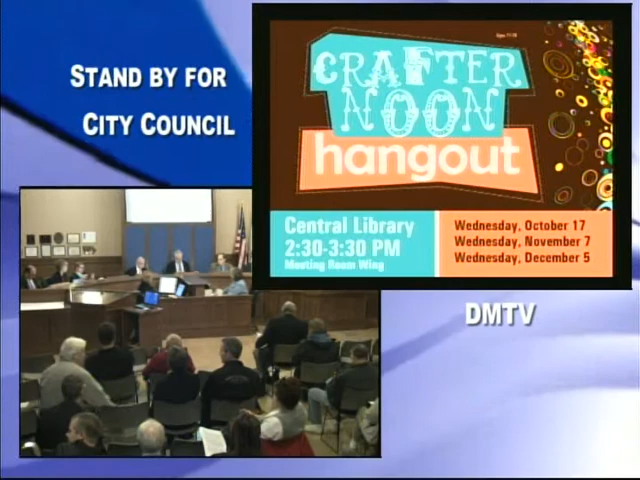 STAND BY FOR
CITY COUNCIL
CRAFTER
NOON
hangout
Central Library
2:30-3:30 PM
Meeting Room Wing
Wednesday, October 17
Wednesday, November 7
Wednesday, December 5
DMTV